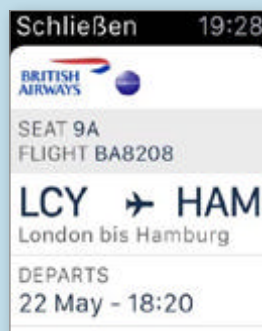 Schließen 19:28
BRITISH
AIRWAYS
SEAT 9A
FLIGHT BA8208
LCY HAM
London bis Hamburg
DEPARTS
22 May - 18:20